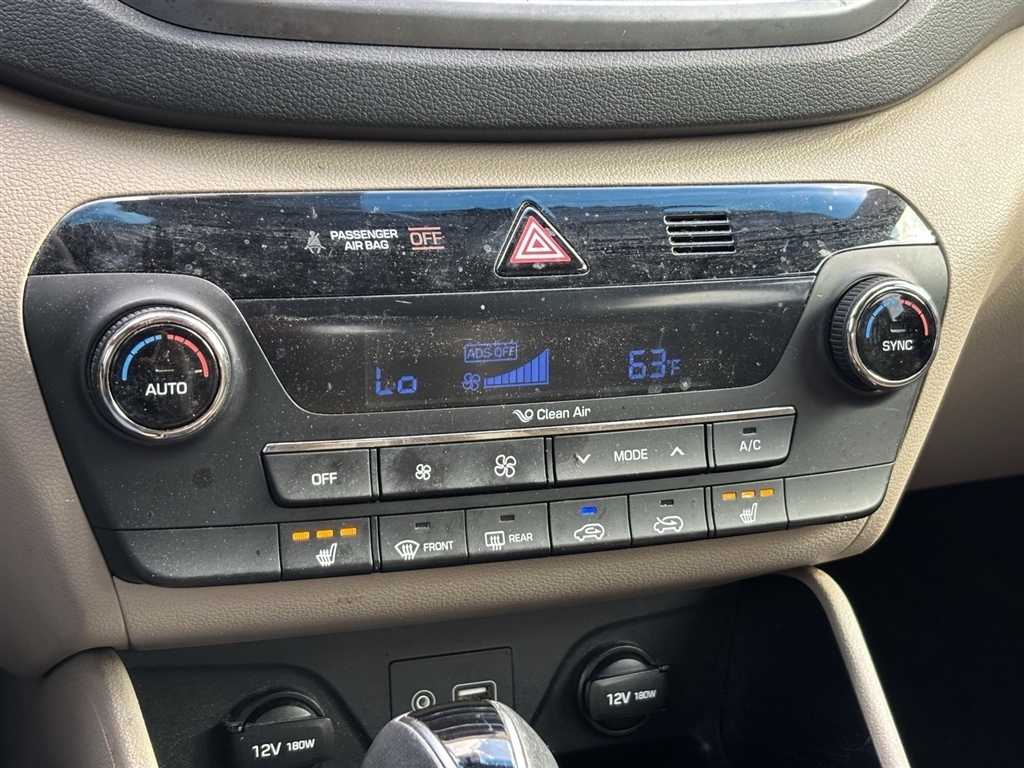 PASSENGER
AIR BAG
OFF
AUTO
Lo
ADS OFF
63°F
SYNC
Clean Air
OFF
MODE
A/C
FRONT
REAR
12V 180W
12V 180W